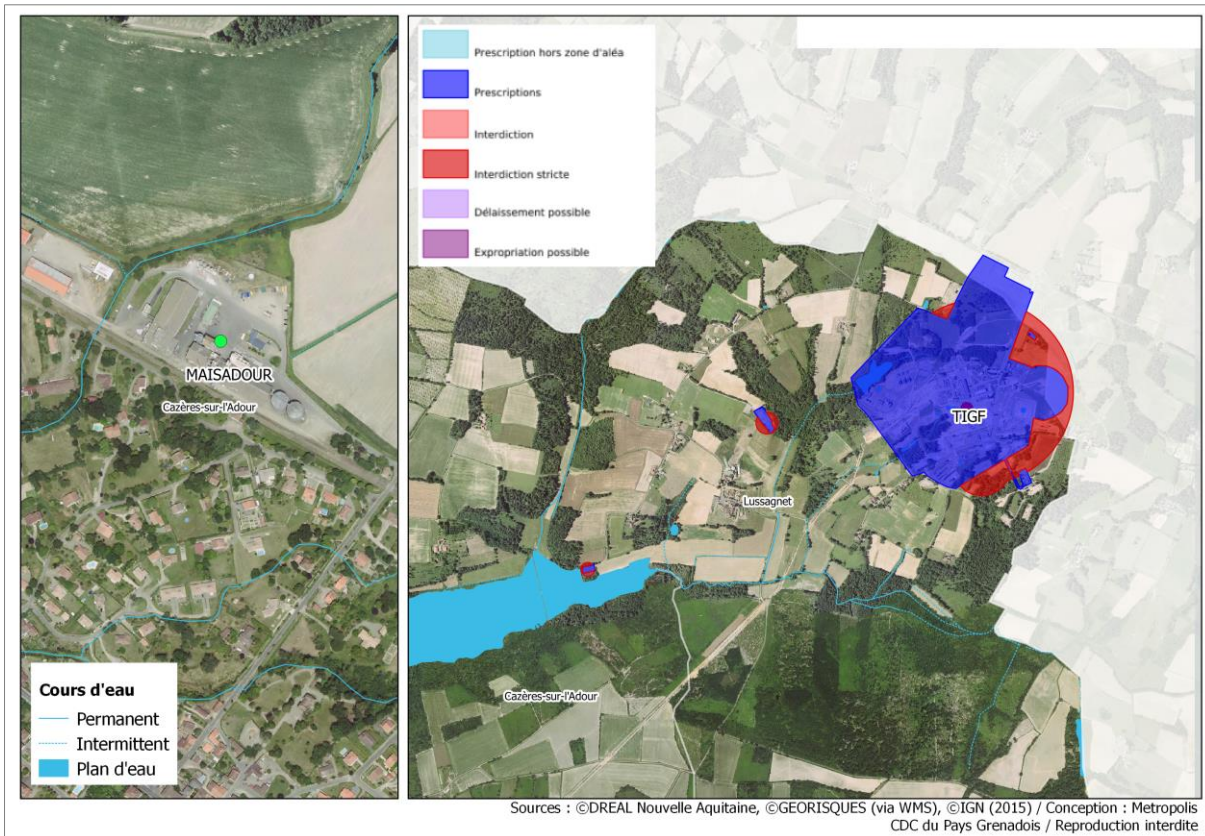 MAISADOUR
Cazères-sur-l'Adour
Cours d'eau
Permanent
Intermittent
Plan d'eau
Prescription hors zone d'aléa
Prescriptions
Interdiction
Interdiction stricte
Délaissement possible
Expropriation possible
TIGF
Lussagnet
Cazères-sur-l'Adour
Sources : ©DREAL Nouvelle Aquitaine, ©GEORISQUES (via WMS), ©IGN (2015) / Conception : Metropolis
CDC du Pays Grenadois / Reproduction interdite